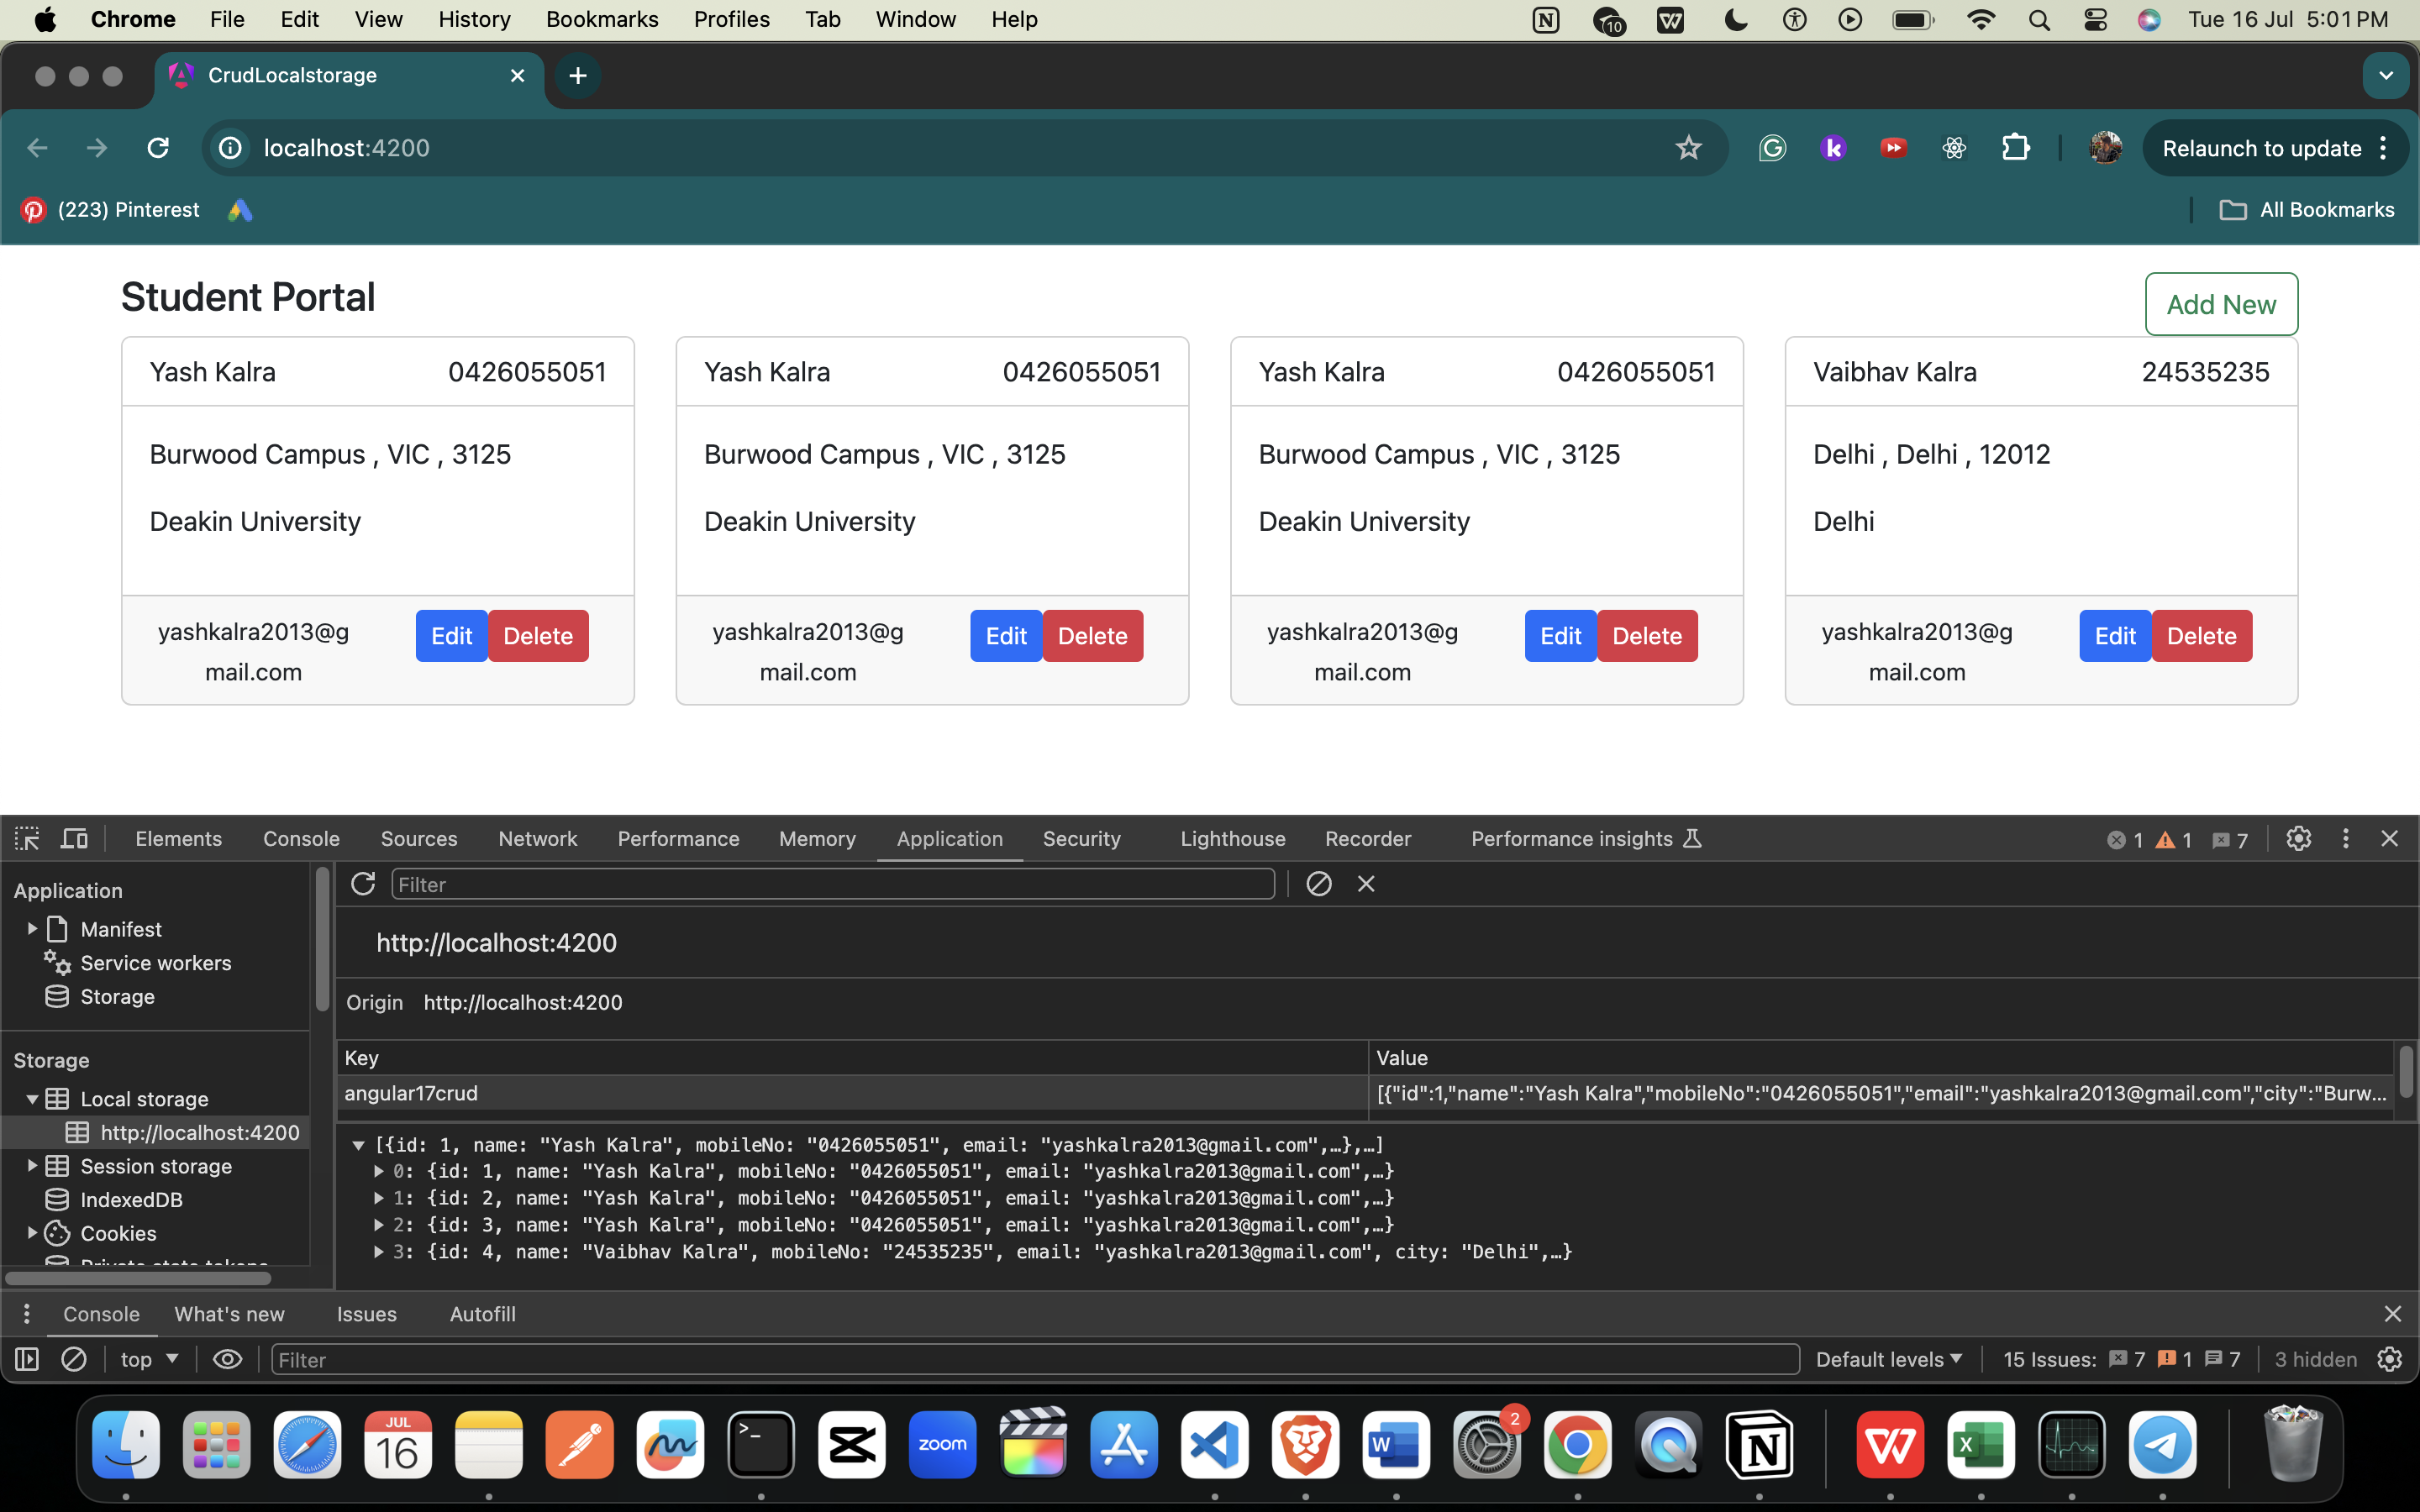 Chrome File Edit View History Bookmarks Profiles Tab Window Help 10 Tue 16 Jul 5:01 PM
CrudLocalstorage
localhost:4200 Relaunch to update
(223) Pinterest All Bookmarks
Student Portal Add New
Yash Kalra 0426055051 Yash Kalra 0426055051 Yash Kalra 0426055051 Vaibhav Kalra 24535235
Burwood Campus , VIC , 3125 Burwood Campus , VIC , 3125 Burwood Campus , VIC , 3125 Delhi , Delhi , 12012
Deakin University Deakin University Deakin University Delhi
yashkalra2013@g Edit Delete yashkalra2013@g Edit Delete yashkalra2013@g Edit Delete yashkalra2013@g Edit Delete
mail.com mail.com mail.com mail.com
Elements Console Sources Network Performance Memory Application Security Lighthouse Recorder Performance insights 1 1 7
Application Filter
Manifest http://localhost:4200
Service workers
Storage Origin http://localhost:4200
Storage Key Value
Local storage angular17crud [{"id":1,"name":"Yash Kalra","mobileNo":"0426055051","email":"yashkalra2013@gmail.com","city":"Burw...
http://localhost:4200 [{id: 1, name: "Yash Kalra", mobileNo: "0426055051", email: "yashkalra2013@gmail.com",…},…]
Session storage 0: {id: 1, name: "Yash Kalra", mobileNo: "0426055051", email: "yashkalra2013@gmail.com",…}
IndexedDB 1: {id: 2, name: "Yash Kalra", mobileNo: "0426055051", email: "yashkalra2013@gmail.com",…}
Cookies 2: {id: 3, name: "Yash Kalra", mobileNo: "0426055051", email: "yashkalra2013@gmail.com",…}
Private state tokens 3: {id: 4, name: "Vaibhav Kalra", mobileNo: "24535235", email: "yashkalra2013@gmail.com", city: "Delhi",…}
Console What's new Issues Autofill
top Filter Default levels 15 Issues: 7 1 7 3 hidden
JUL 16 zoom W 2 N X